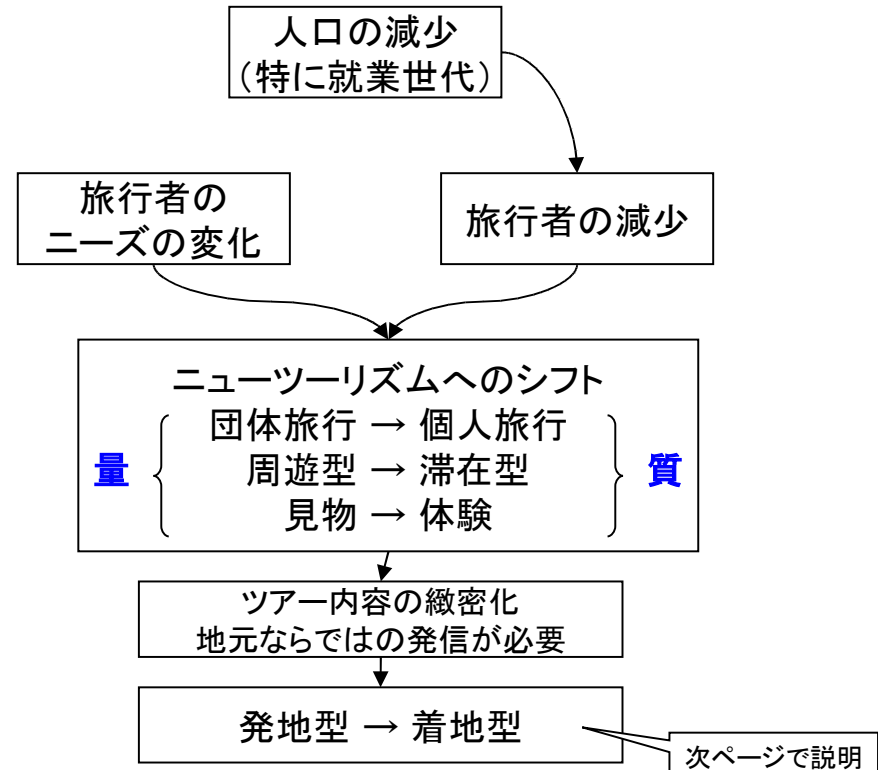 人口の減少
（特に就業世代）
旅行者の
ニーズの変化
旅行者の減少
ニューツーリズムへのシフト
団体旅行 → 個人旅行
量 周遊型 → 滞在型 質
見物 → 体験
ツアー内容の緻密化
地元ならではの発信が必要
発地型 → 着地型
次ページで説明